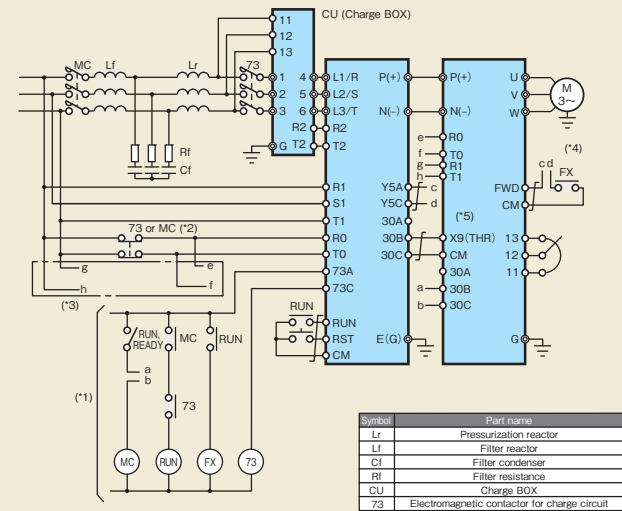 CU (Charge BOX)
11
12
13
MC Lf Lr 73
1 4 L1/R P(+) P(+) U
2 5 L2/S V
3 6 L3/T N(-) N(-) W
M
3~
R2 R2
G T2 T2
Rf
Cf
e R0
f T0
g R1
h T1
(*4)
c d FX
R1 Y5A c FWD
S1 Y5C d CM
T1 30A (*5)
73 or MC (*2)
R0 30B X9(THR) 13
T0 30C CM 12
g e 73A 30A 11
h f 73C a 30B
(*3) b 30C
RUN
RUN
RST E(G) G
CM
RUN, READY MC RUN
a
b
(*1)
73
MC RUN FX 73
Symbol Part name
Lr Pressurization reactor
Lf Filter reactor
Cf Filter condenser
Rf Filter resistance
CU Charge BOX
73 Electromagnetic contactor for charge circuit